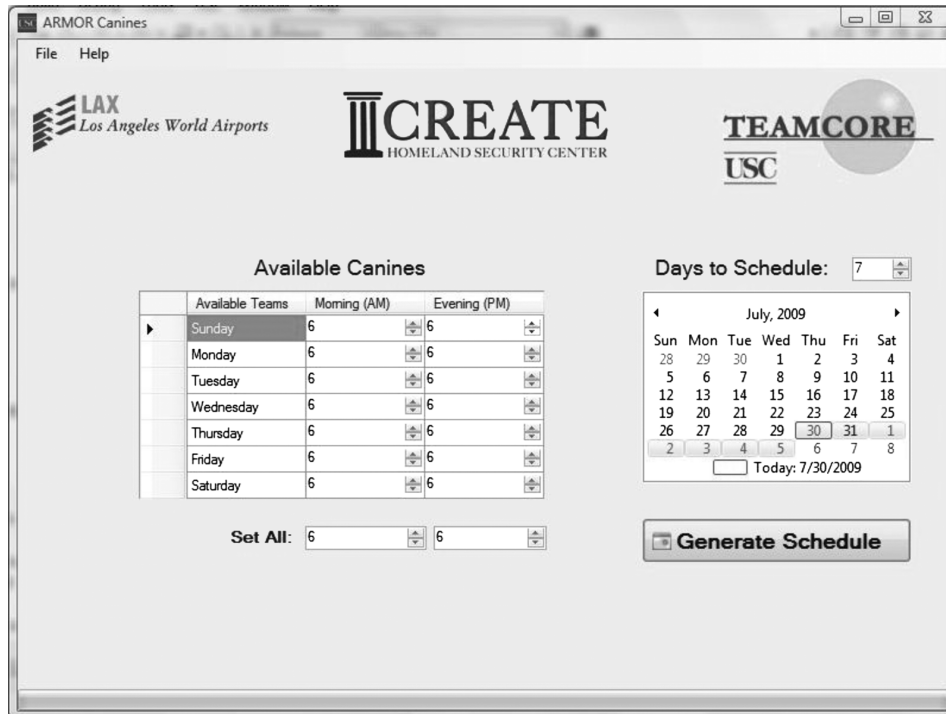 USC ARMOR Canines
File Help
LAX
Los Angeles World Airports
CREATE
HOMELAND SECURITY CENTER
TEAMCORE
USC
Available Canines
Available Teams Morning (AM) Evening (PM)
Sunday 6 6
Monday 6 6
Tuesday 6 6
Wednesday 6 6
Thursday 6 6
Friday 6 6
Saturday 6 6
Set All: 6 6
Days to Schedule: 7
July, 2009
Sun Mon Tue Wed Thu Fri Sat
28 29 30 1 2 3 4
5 6 7 8 9 10 11
12 13 14 15 16 17 18
19 20 21 22 23 24 25
26 27 28 29 30 31 1
2 3 4 5 6 7 8
Today: 7/30/2009
Generate Schedule